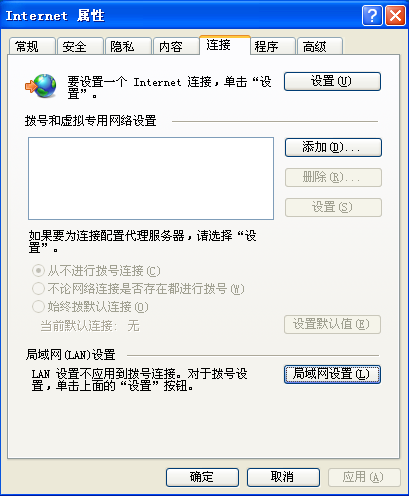 Internet 属性
常规 安全 隐私 内容 连接 程序 高级
要设置一个 Internet 连接,单击“设
置”。
设置(U)
拨号和虚拟专用网络设置
添加(D)...
删除(R)...
设置(S)
如果要为连接配置代理服务器,请选择“设
置”。
从不进行拨号连接(C)
不论网络连接是否存在都进行拨号(W)
始终拨默认连接(O)
当前默认连接: 无
设置默认值(E)
局域网(LAN)设置
LAN 设置不应用到拨号连接。对于拨号设
置,单击上面的“设置”按钮。
局域网设置(L)
确定 取消 应用(A)